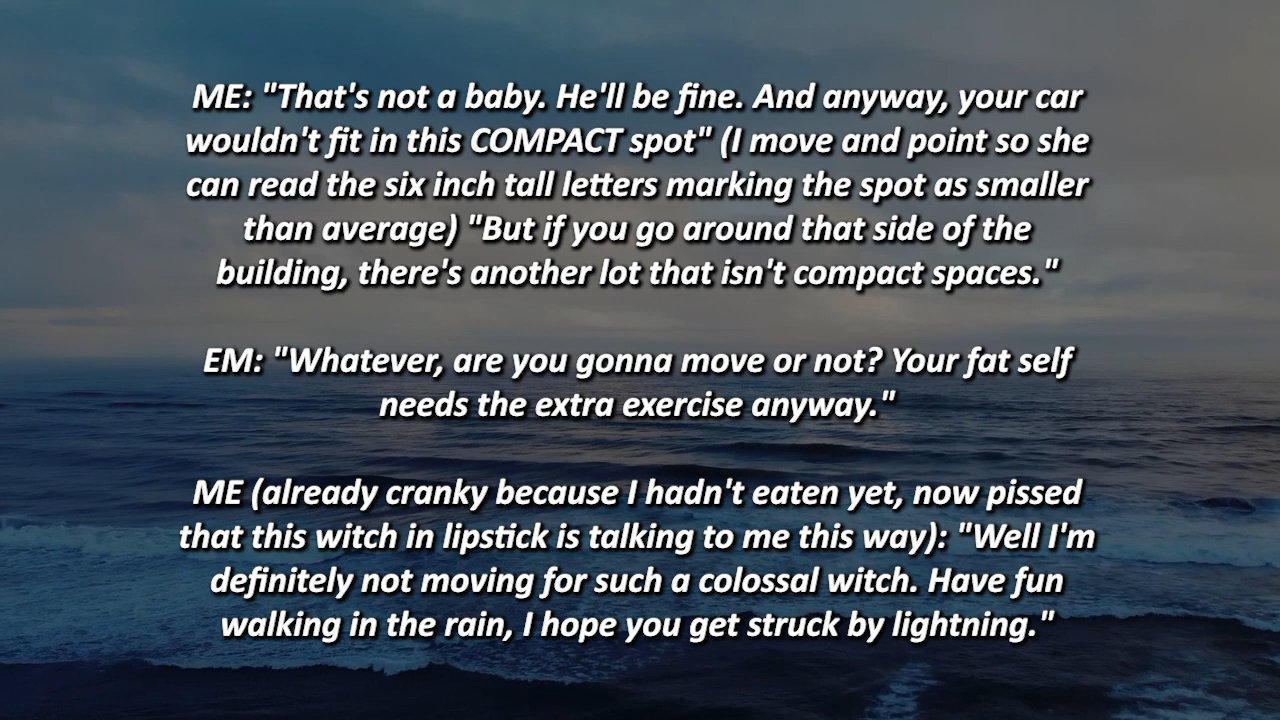 ME: "That's not a baby. He'll be fine. And anyway, your car
wouldn't fit in this COMPACT spot" (I move and point so she
can read the six inch tall letters marking the spot as smaller
than average) "But if you go around that side of the
building, there's another lot that isn't compact spaces."
EM: "Whatever, are you gonna move or not? Your fat self
needs the extra exercise anyway."
ME (already cranky because I hadn't eaten yet, now pissed
that this witch in lipstick is talking to me this way): "Well I'm
definitely not moving for such a colossal witch. Have fun
walking in the rain, I hope you get struck by lightning."